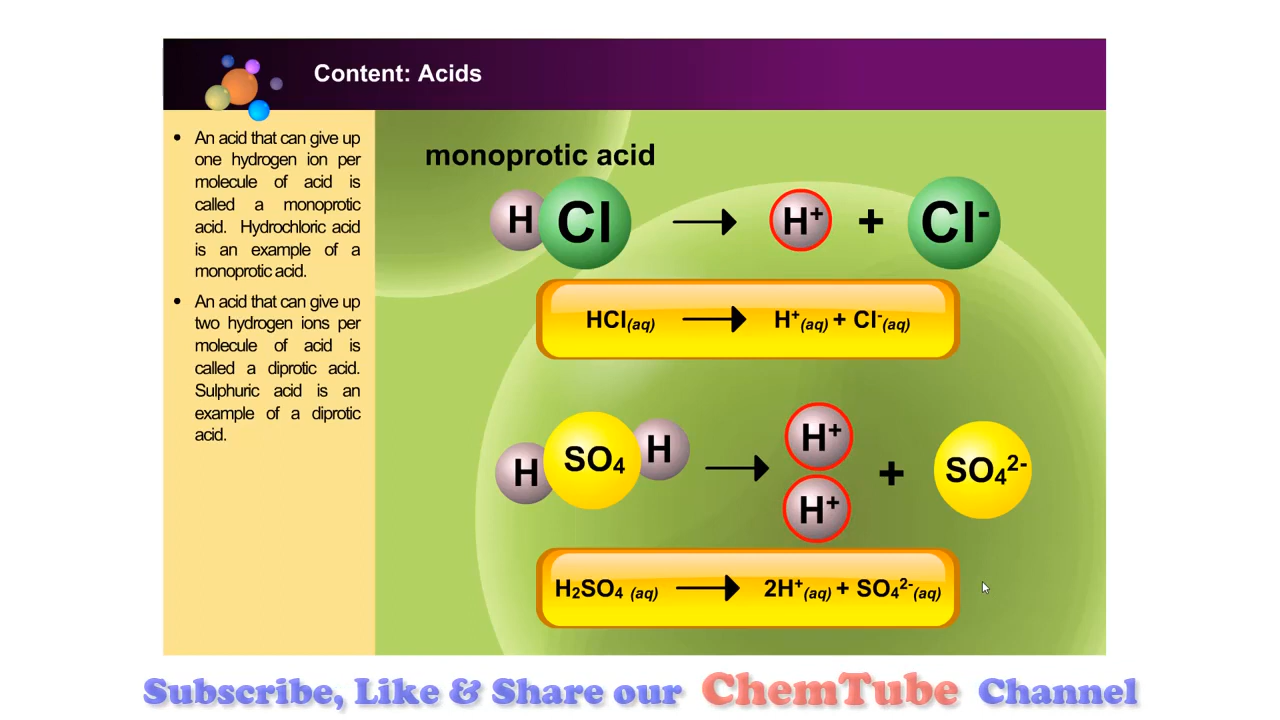 Content: Acids
• An acid that can give up
one hydrogen ion per
molecule of acid is
called a monoprotic
acid. Hydrochloric acid
is an example of a
monoprotic acid.
• An acid that can give up
two hydrogen ions per
molecule of acid is
called a diprotic acid.
Sulphuric acid is an
example of a diprotic
acid.
monoprotic acid
H Cl → H⁺ + Cl⁻
HCl(aq) → H⁺(aq) + Cl⁻(aq)
H SO₄ H → H⁺ H⁺ + SO₄²⁻
H₂SO₄ (aq) → 2H⁺(aq) + SO₄²⁻(aq)
Subscribe, Like & Share our ChemTube Channel